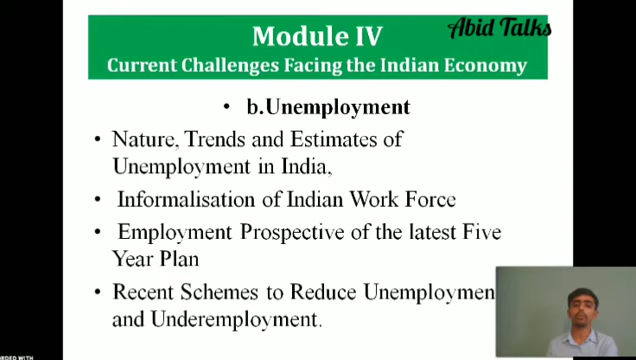 Abid Talks
Module IV
Current Challenges Facing the Indian Economy
• b.Unemployment
• Nature, Trends and Estimates of
Unemployment in India,
• Informalisation of Indian Work Force
• Employment Prospective of the latest Five
Year Plan
• Recent Schemes to Reduce Unemploymen
and Underemployment.
RDED WITH